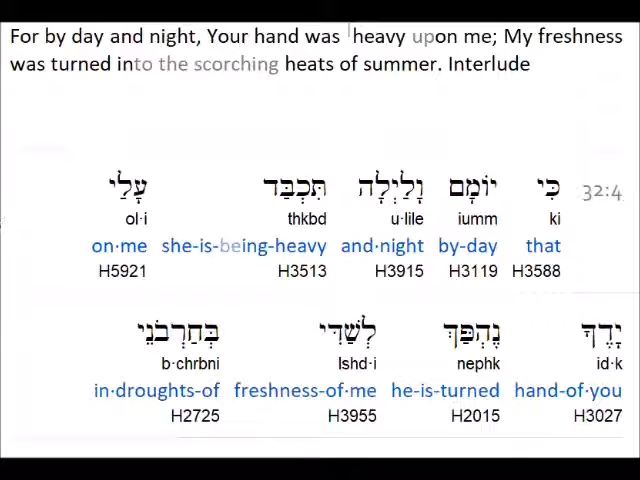 For by day and night, Your hand was heavy upon me; My freshness
was turned into the scorching heats of summer. Interlude
32:4 כִּי יוֹמָם וָלַיְלָה תִּכְבַּד עָלַי
ol·i thkbd u·lile iumm ki
on·me she-is-being-heavy and·night by-day that
H5921 H3513 H3915 H3119 H3588
יָדֶךָ נֶהְפַּךְ לְשַׁדִּי בְּחַרְבֹנֵי
b·chrbni lshd·i nephk id·k
in·droughts-of freshness-of·me he-is-turned hand-of·you
H2725 H3955 H2015 H3027